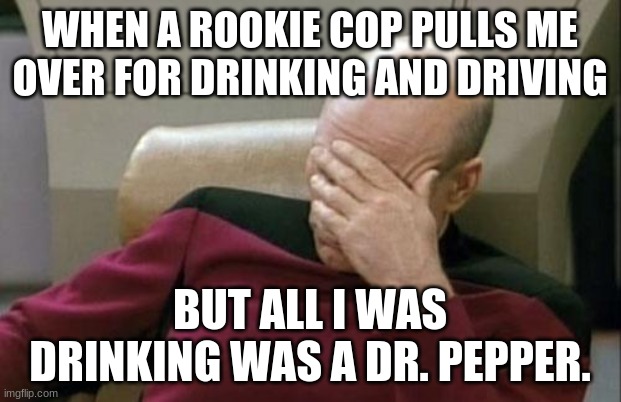 WHEN A ROOKIE COP PULLS ME
OVER FOR DRINKING AND DRIVING
BUT ALL I WAS
DRINKING WAS A DR. PEPPER.
imgflip.com